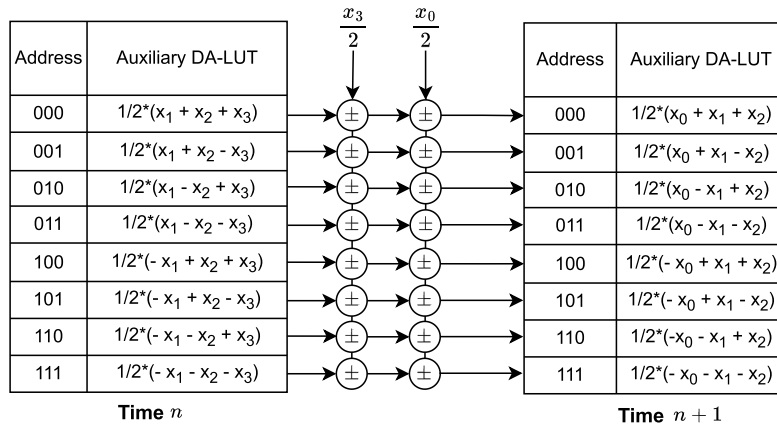 x₃/2 x₀/2
Address Auxiliary DA-LUT
000 1/2*(x₁ + x₂ + x₃)
001 1/2*(x₁ + x₂ - x₃)
010 1/2*(x₁ - x₂ + x₃)
011 1/2*(x₁ - x₂ - x₃)
100 1/2*(- x₁ + x₂ + x₃)
101 1/2*(- x₁ + x₂ - x₃)
110 1/2*(- x₁ - x₂ + x₃)
111 1/2*(- x₁ - x₂ - x₃)
Time n
± ±
± ±
± ±
± ±
± ±
± ±
± ±
± ±
Address Auxiliary DA-LUT
000 1/2*(x₀ + x₁ + x₂)
001 1/2*(x₀ + x₁ - x₂)
010 1/2*(x₀ - x₁ + x₂)
011 1/2*(x₀ - x₁ - x₂)
100 1/2*(- x₀ + x₁ + x₂)
101 1/2*(- x₀ + x₁ - x₂)
110 1/2*(-x₀ - x₁ + x₂)
111 1/2*(- x₀ - x₁ - x₂)
Time n + 1